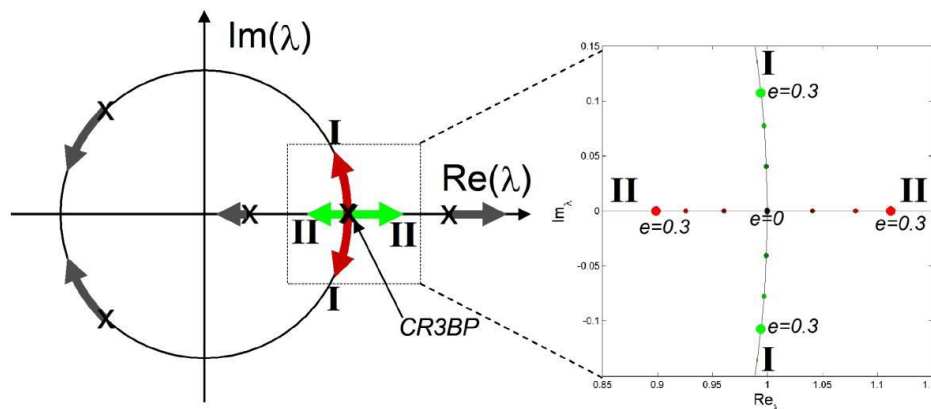 Im(λ)
Re(λ)
I
I
II
II
X
X
X
X
X
CR3BP
0.15
0.1
0.05
0
-0.05
-0.1
Im_λ
I
e=0.3
II
II
e=0
e=0.3
e=0.3
e=0.3
I
0.85
0.9
0.95
1
1.05
1.1
Re_λ